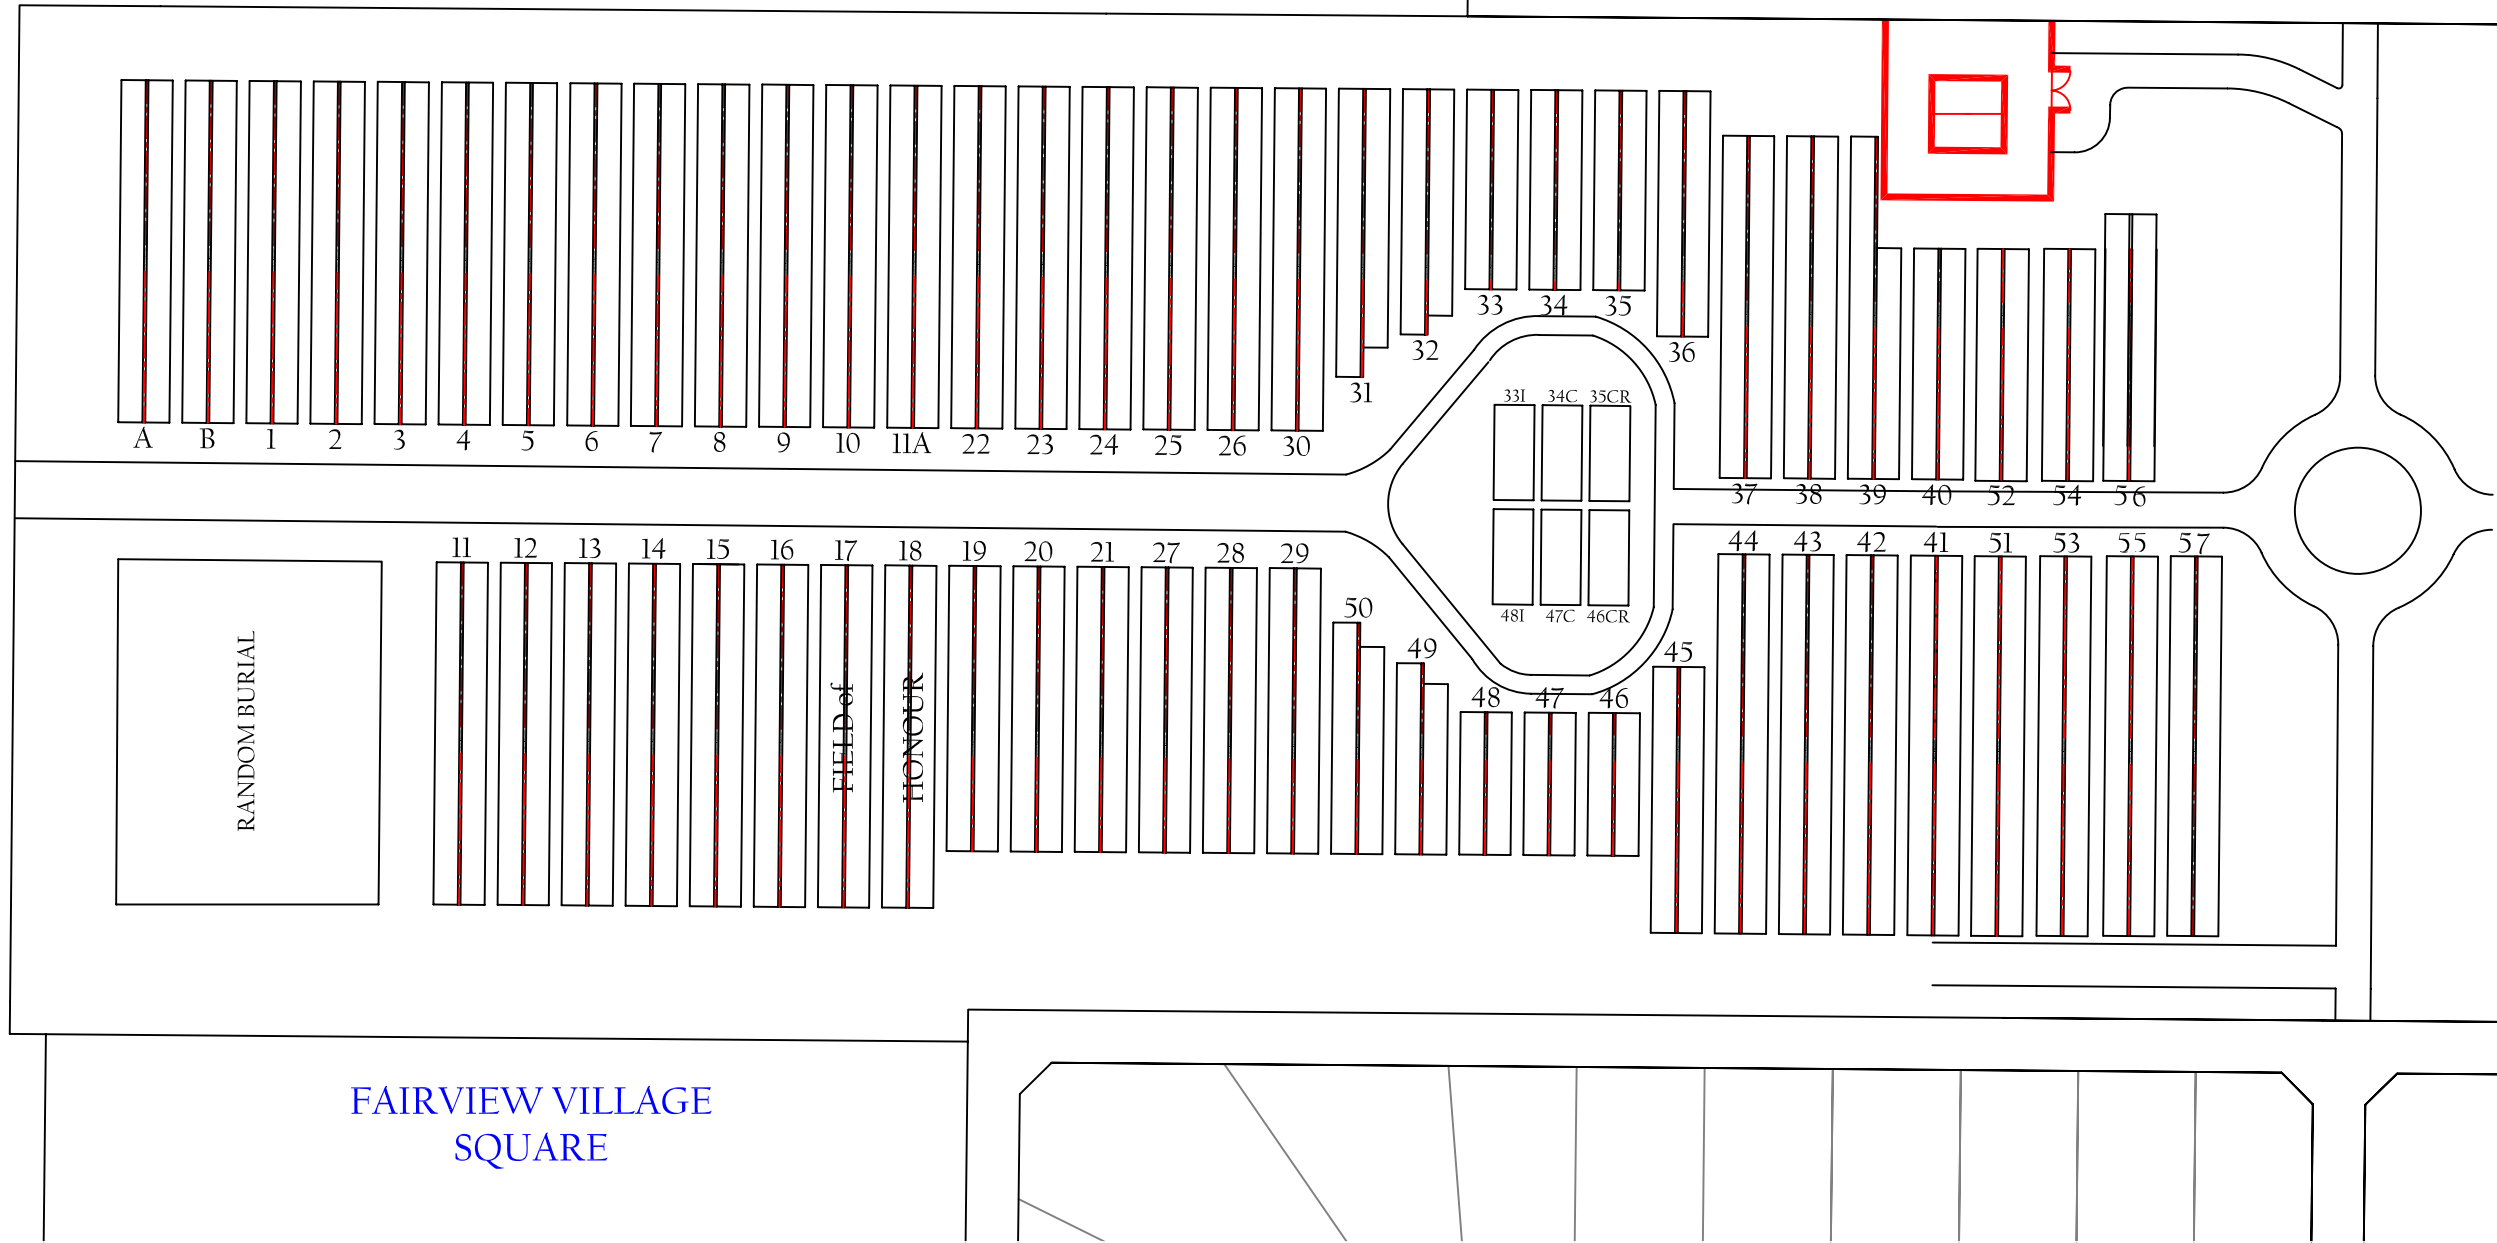 33 34 35
32 36
31
33I 34C 35CR
A B 1 2 3 4 5 6 7 8 9 10 11A 22 23 24 25 26 30
37 38 39 40 52 54 56
11 12 13 14 15 16 17 18 19 20 21 27 28 29
44 43 42 41 51 53 55 57
50
48I 47C 46CR
49 45
48 47 46
RANDOM BURIAL
FIELD of
HONOUR
FAIRVIEW VILLAGE
SQUARE